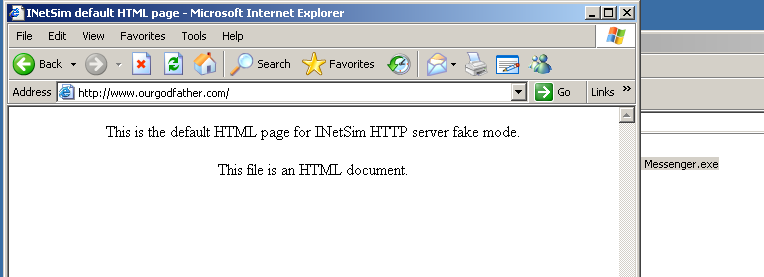 INetSim default HTML page - Microsoft Internet Explorer
File Edit View Favorites Tools Help
Back Search Favorites
Address http://www.ourgodfather.com/ Go Links »
This is the default HTML page for INetSim HTTP server fake mode.
Messenger.exe
This file is an HTML document.